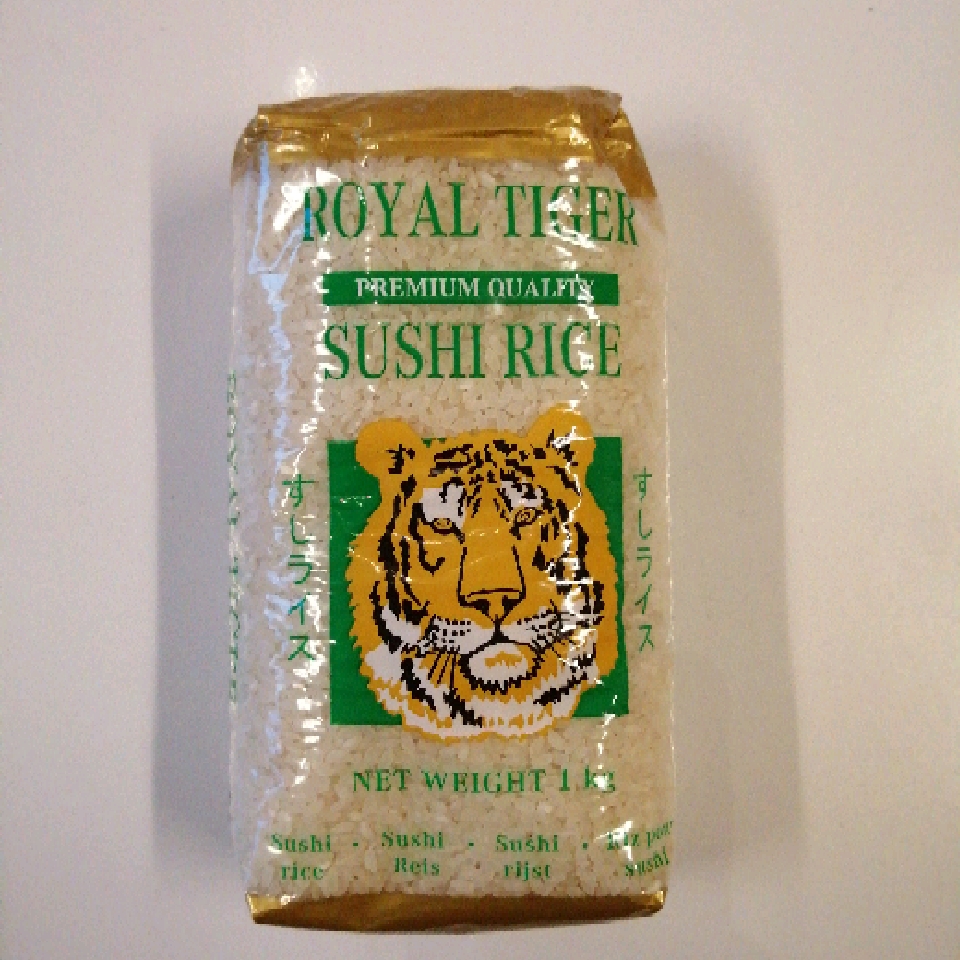 ROYAL TIGER
PREMIUM QUALITY
SUSHI RICE
すしライス
すしライス
NET WEIGHT 1 kg
Sushi rice · Sushi Reis · Sushi rijst · Riz pour sushi